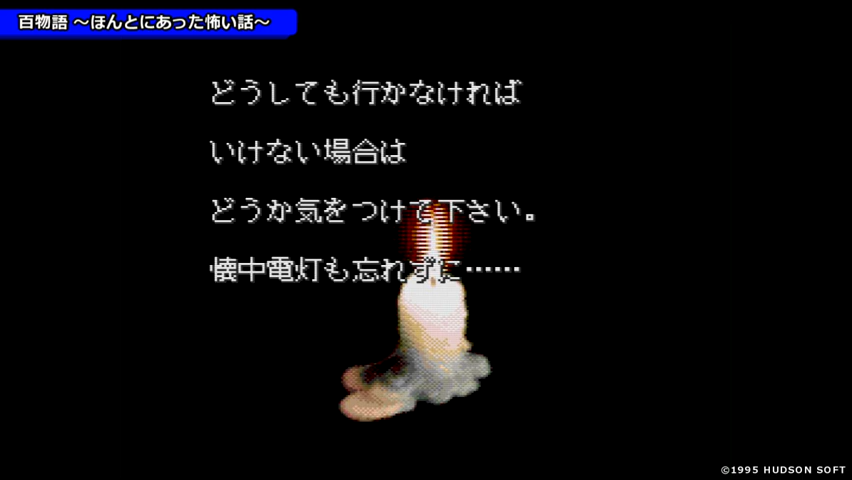 百物語 ～ほんとにあった怖い話～
どうしても行かなければ
いけない場合は
どうか気をつけて下さい。
懐中電灯も忘れずに……
©1995 HUDSON SOFT